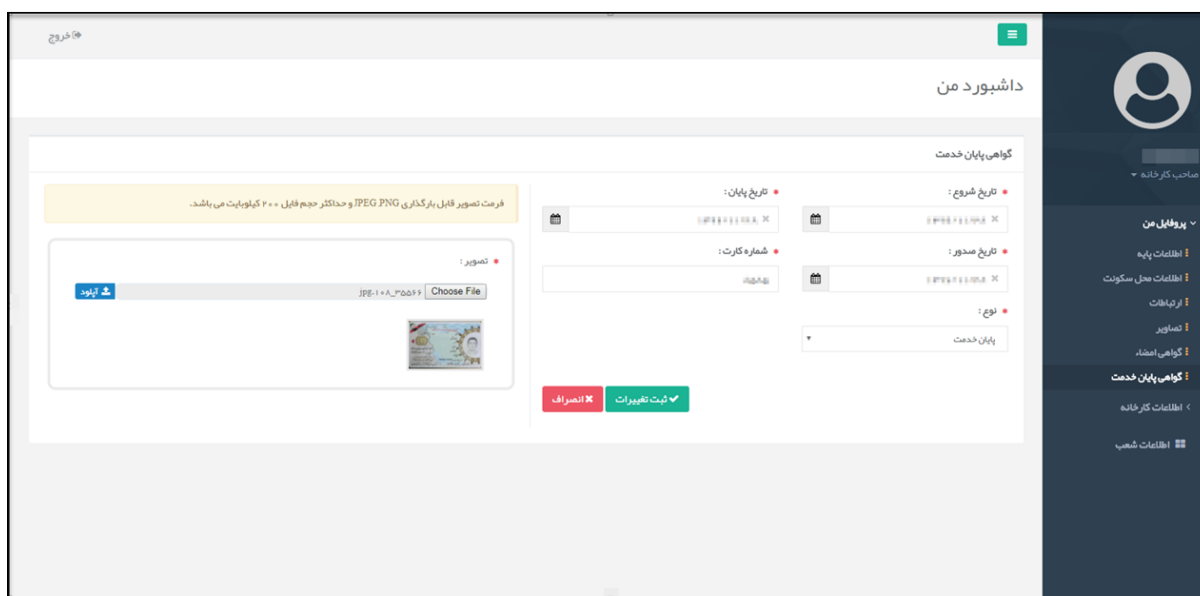 خروج
داشبورد من
صاحب کارخانه
پروفایل من
اطلاعات پایه
اطلاعات محل سکونت
ارتباطات
تصاویر
گواهی امضاء
گواهی پایان خدمت
اطلاعات کارخانه
اطلاعات شعب
گواهی پایان خدمت
* تاریخ شروع :
* تاریخ پایان :
* تاریخ صدور :
* شماره کارت :
* نوع :
پایان خدمت
ثبت تغییرات
انصراف
فرمت تصویر قابل بارگذاری JPEG ,PNG و حداکثر حجم فایل ۲۰۰ کیلوبایت می باشد.
* تصویر :
Choose File
jpg.۱۰۸_۳۵۵۶۶
آپلود